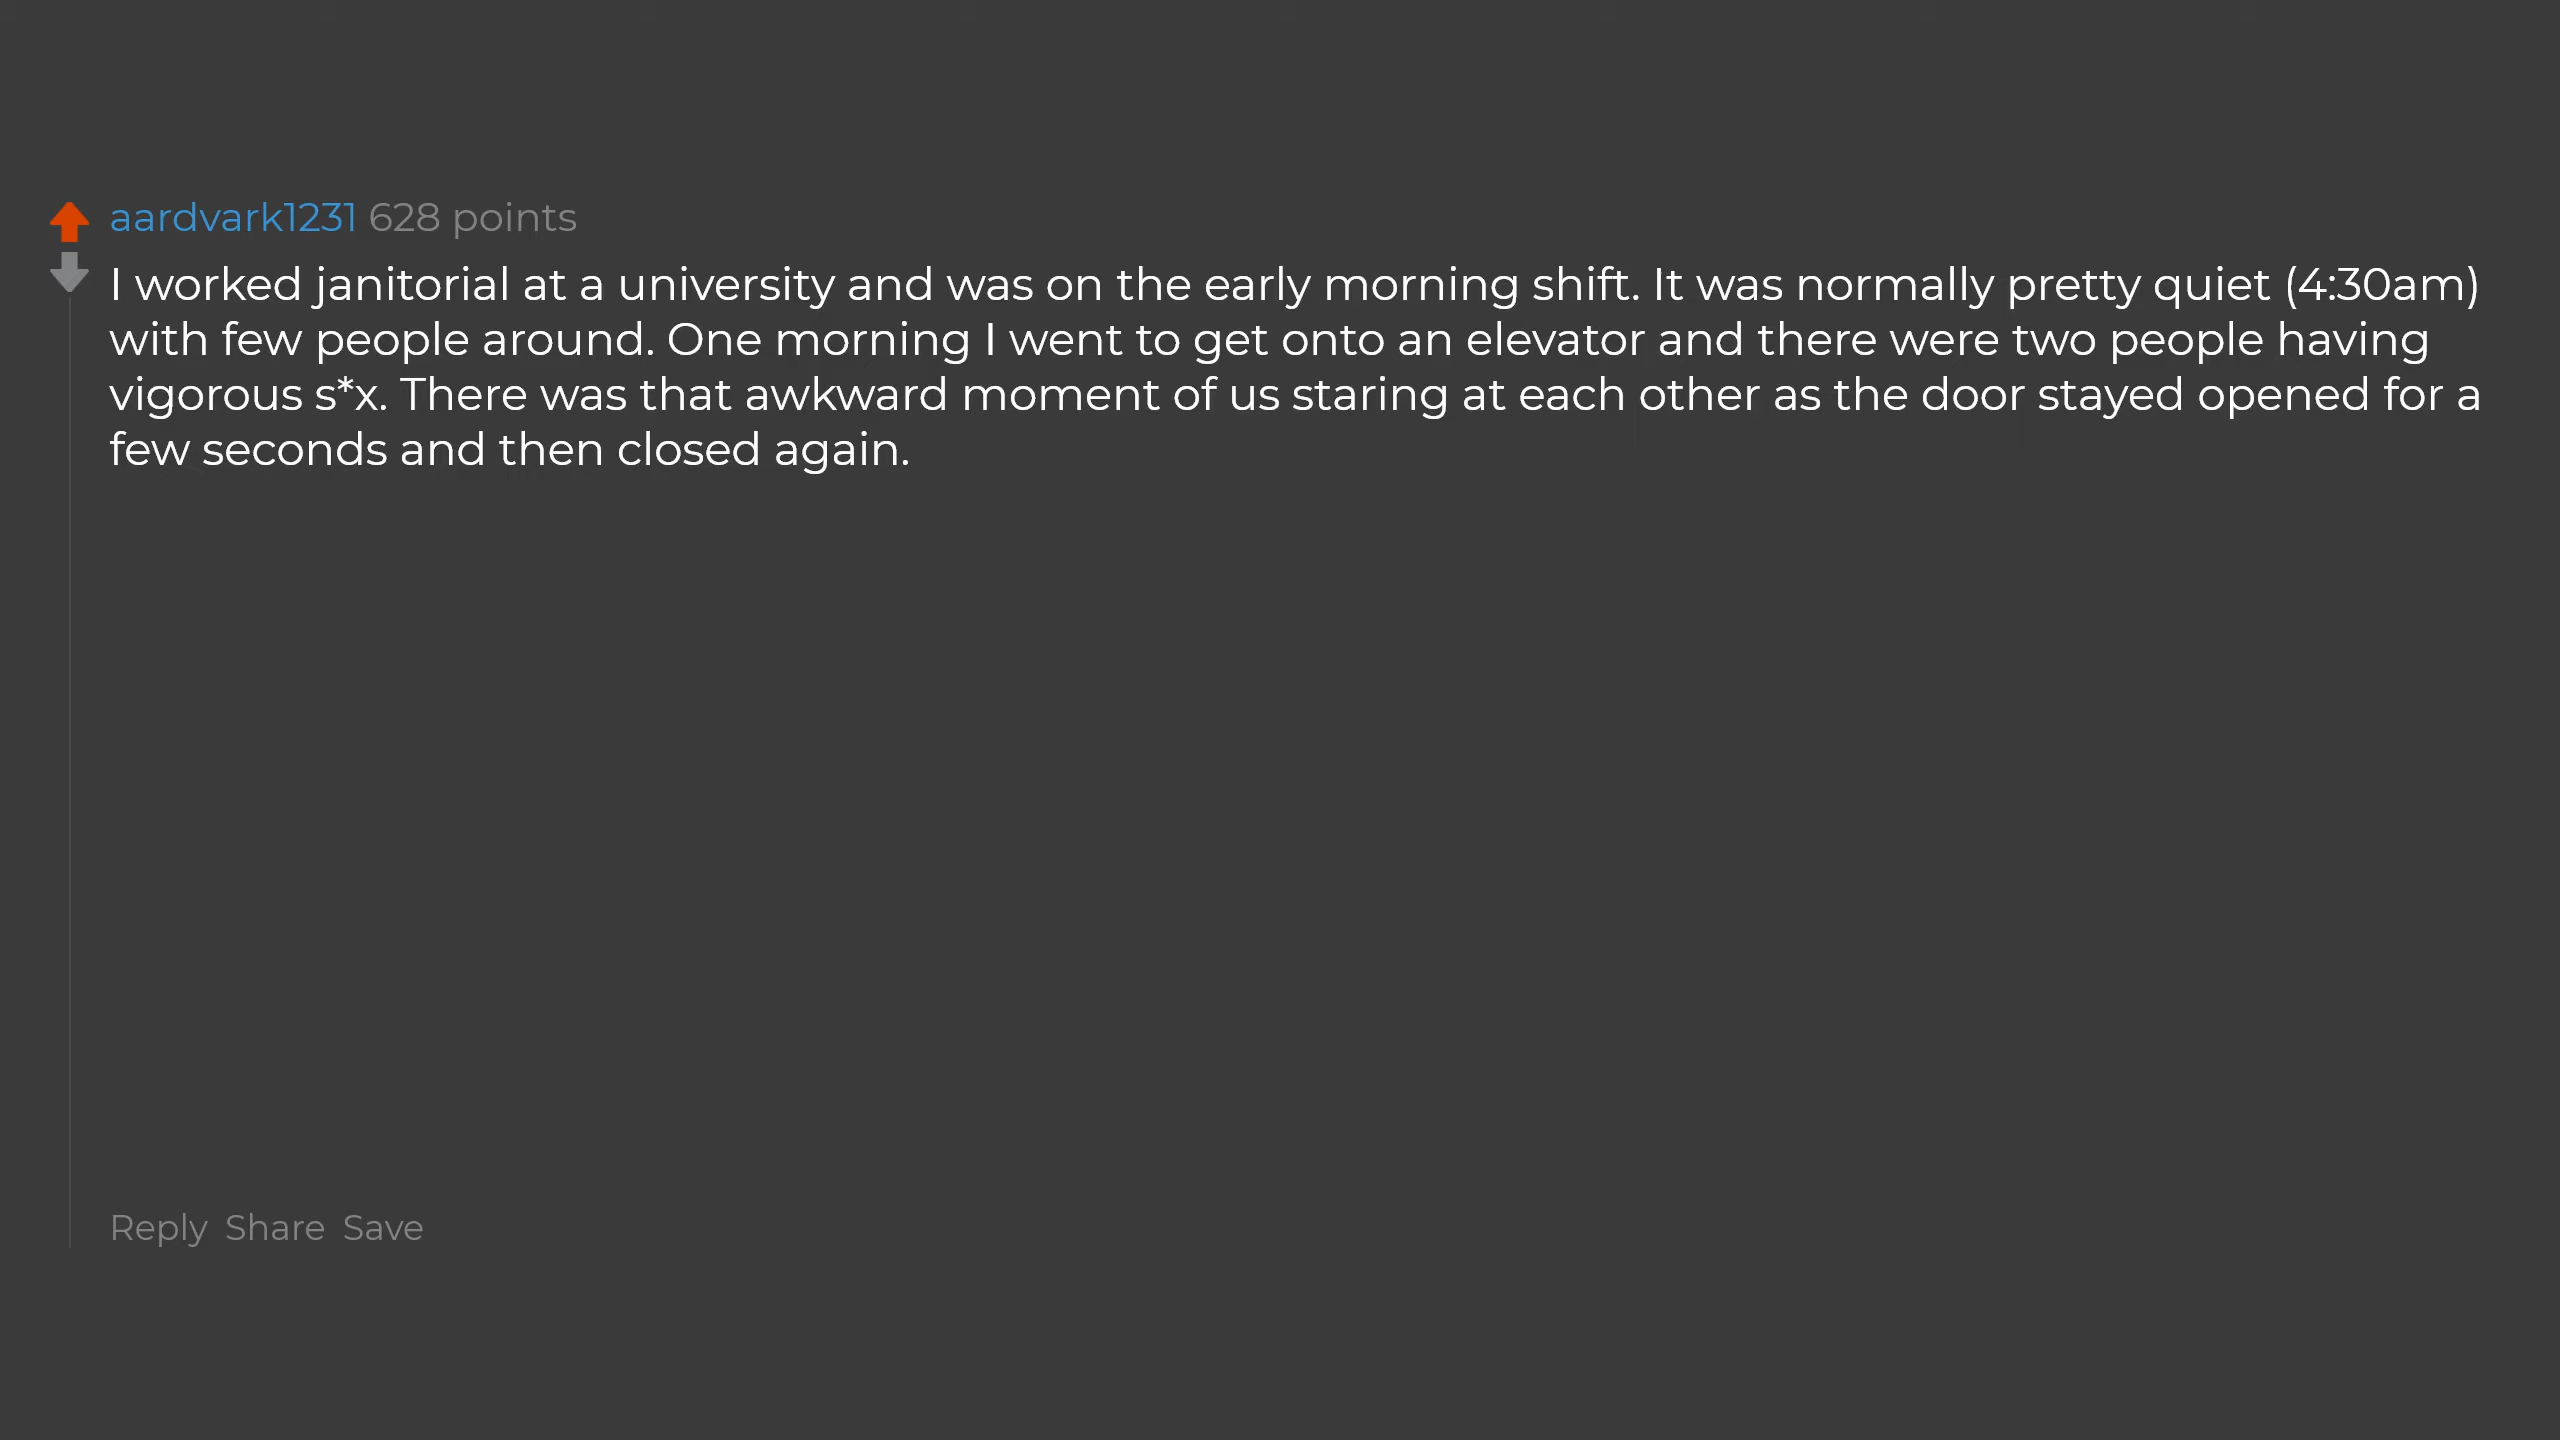 aardvark1231 628 points
I worked janitorial at a university and was on the early morning shift. It was normally pretty quiet (4:30am)
with few people around. One morning I went to get onto an elevator and there were two people having
vigorous s*x. There was that awkward moment of us staring at each other as the door stayed opened for a
few seconds and then closed again.
Reply Share Save